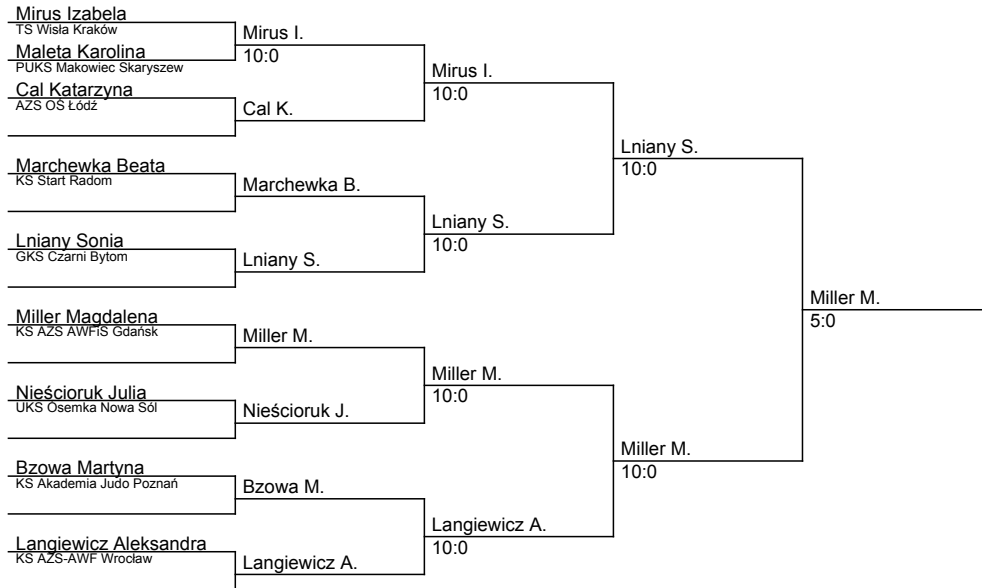 Mirus Izabela
TS Wisła Kraków
Maleta Karolina
PUKS Makowiec Skaryszew
Cal Katarzyna
AZS OŚ Łódź
Marchewka Beata
KS Start Radom
Lniany Sonia
GKS Czarni Bytom
Miller Magdalena
KS AZS AWFiS Gdańsk
Nieścioruk Julia
UKS Ósemka Nowa Sól
Bzowa Martyna
KS Akademia Judo Poznań
Langiewicz Aleksandra
KS AZS-AWF Wrocław
Mirus I.
10:0
Cal K.
Marchewka B.
Lniany S.
Miller M.
Nieścioruk J.
Bzowa M.
Langiewicz A.
Mirus I.
10:0
Lniany S.
10:0
Miller M.
10:0
Langiewicz A.
10:0
Lniany S.
10:0
Miller M.
10:0
Miller M.
5:0